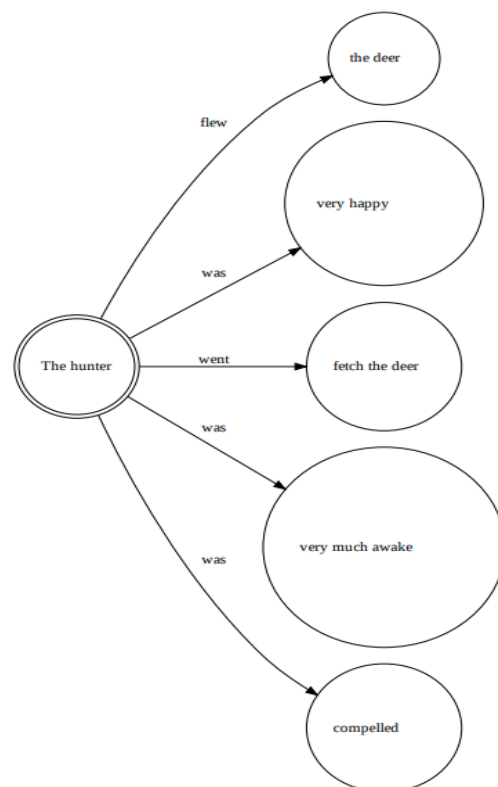 the deer
flew
very happy
was
The hunter
went
fetch the deer
was
very much awake
was
compelled